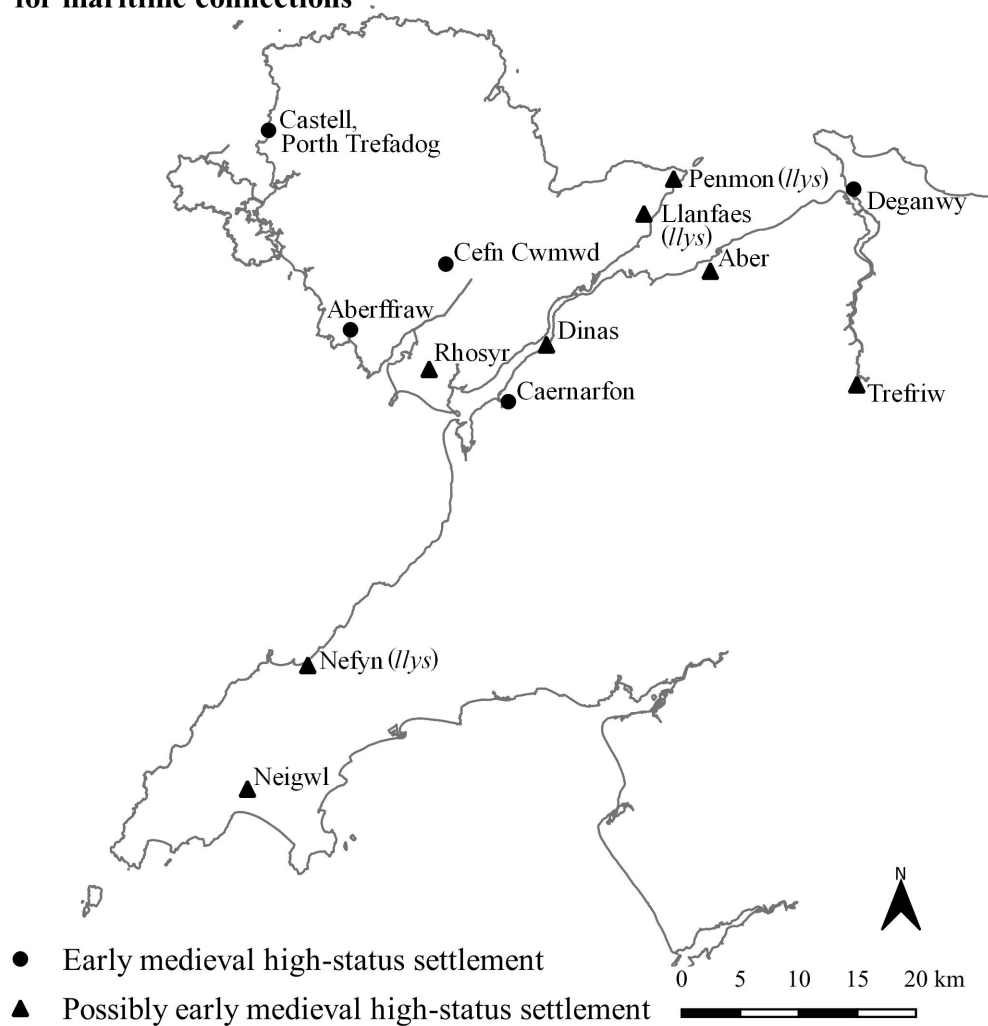 for maritime connections
Castell,
Porth Trefadog
Penmon (llys)
Deganwy
Llanfaes
(llys)
Cefn Cwmwd
Aber
Aberffraw
Dinas
Rhosyr
Caernarfon
Trefriw
Nefyn (llys)
Neigwl
N
Early medieval high-status settlement
0 5 10 15 20 km
Possibly early medieval high-status settlement